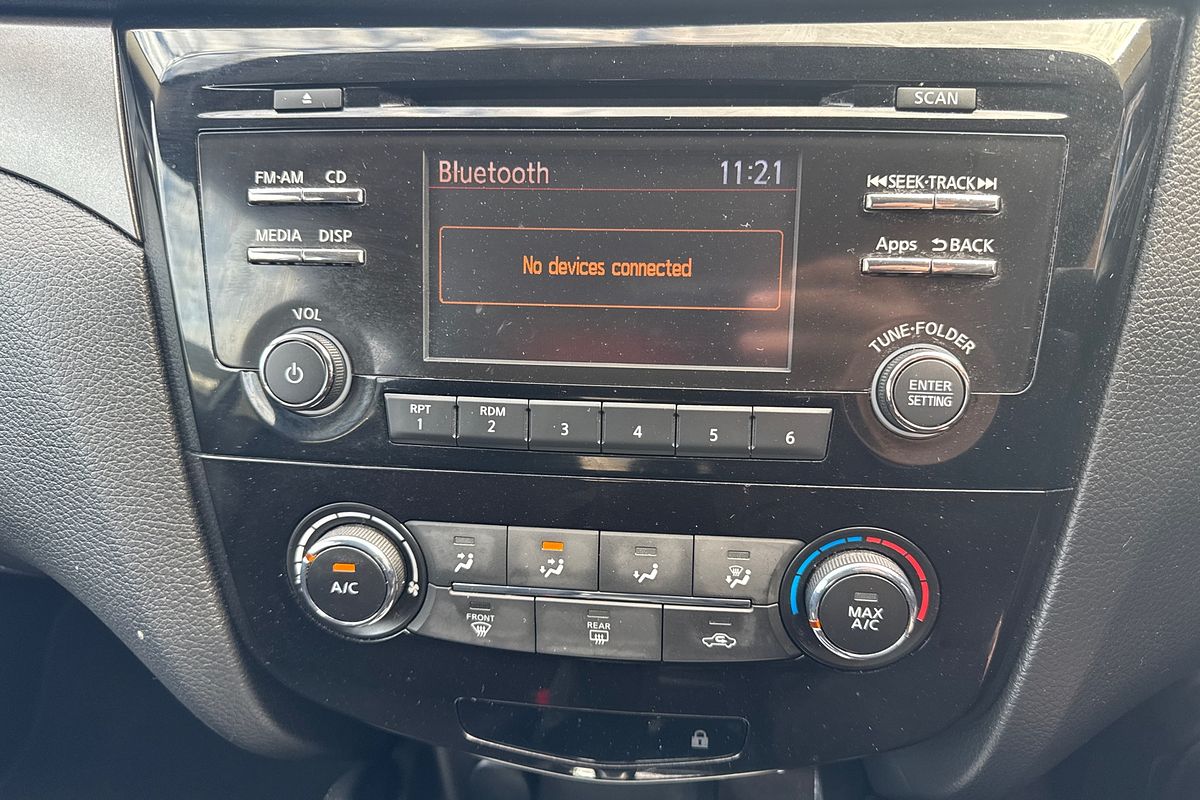 SCAN
FM·AM CD
MEDIA DISP
VOL
Bluetooth 11:21
No devices connected
SEEK·TRACK
Apps BACK
TUNE·FOLDER
ENTER
SETTING
RPT
1
RDM
2
3
4
5
6
A/C
FRONT
REAR
MAX
A/C